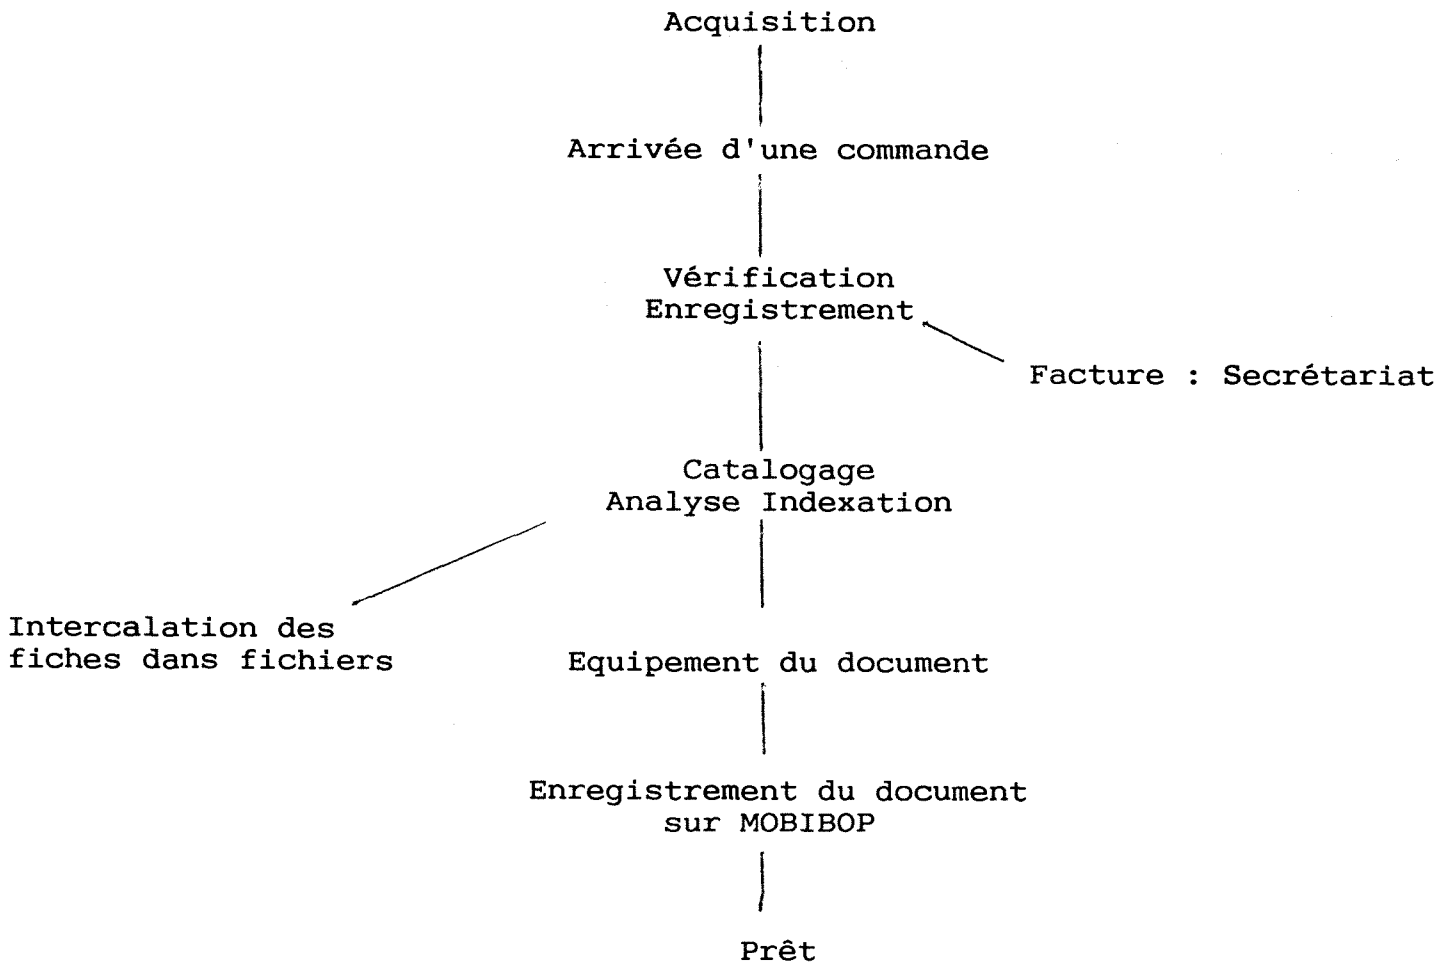 Acquisition
Arrivée d'une commande
Vérification
Enregistrement
Facture : Secrétariat
Catalogage
Analyse Indexation
Intercalation des
fiches dans fichiers
Equipement du document
Enregistrement du document
sur MOBIBOP
Prêt